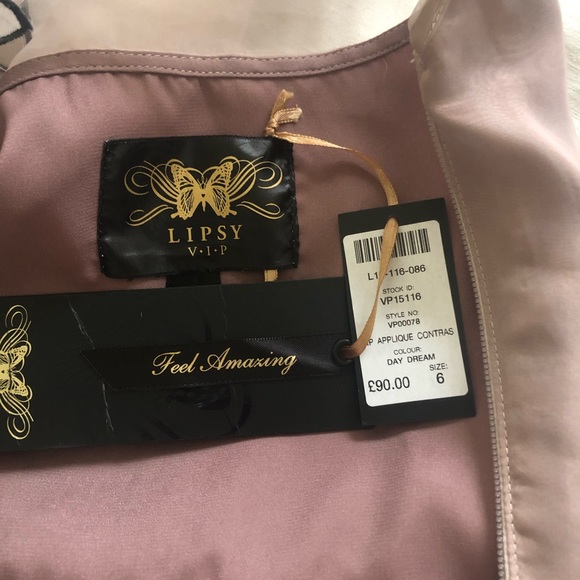 LIPSY
V·I·P
Feel Amazing
STOCK ID:
VP15116
STYLE NO:
VP00078
APPLIQUE CONTRAS
COLOUR:
DAY DREAM
SIZE:
£90.00 6